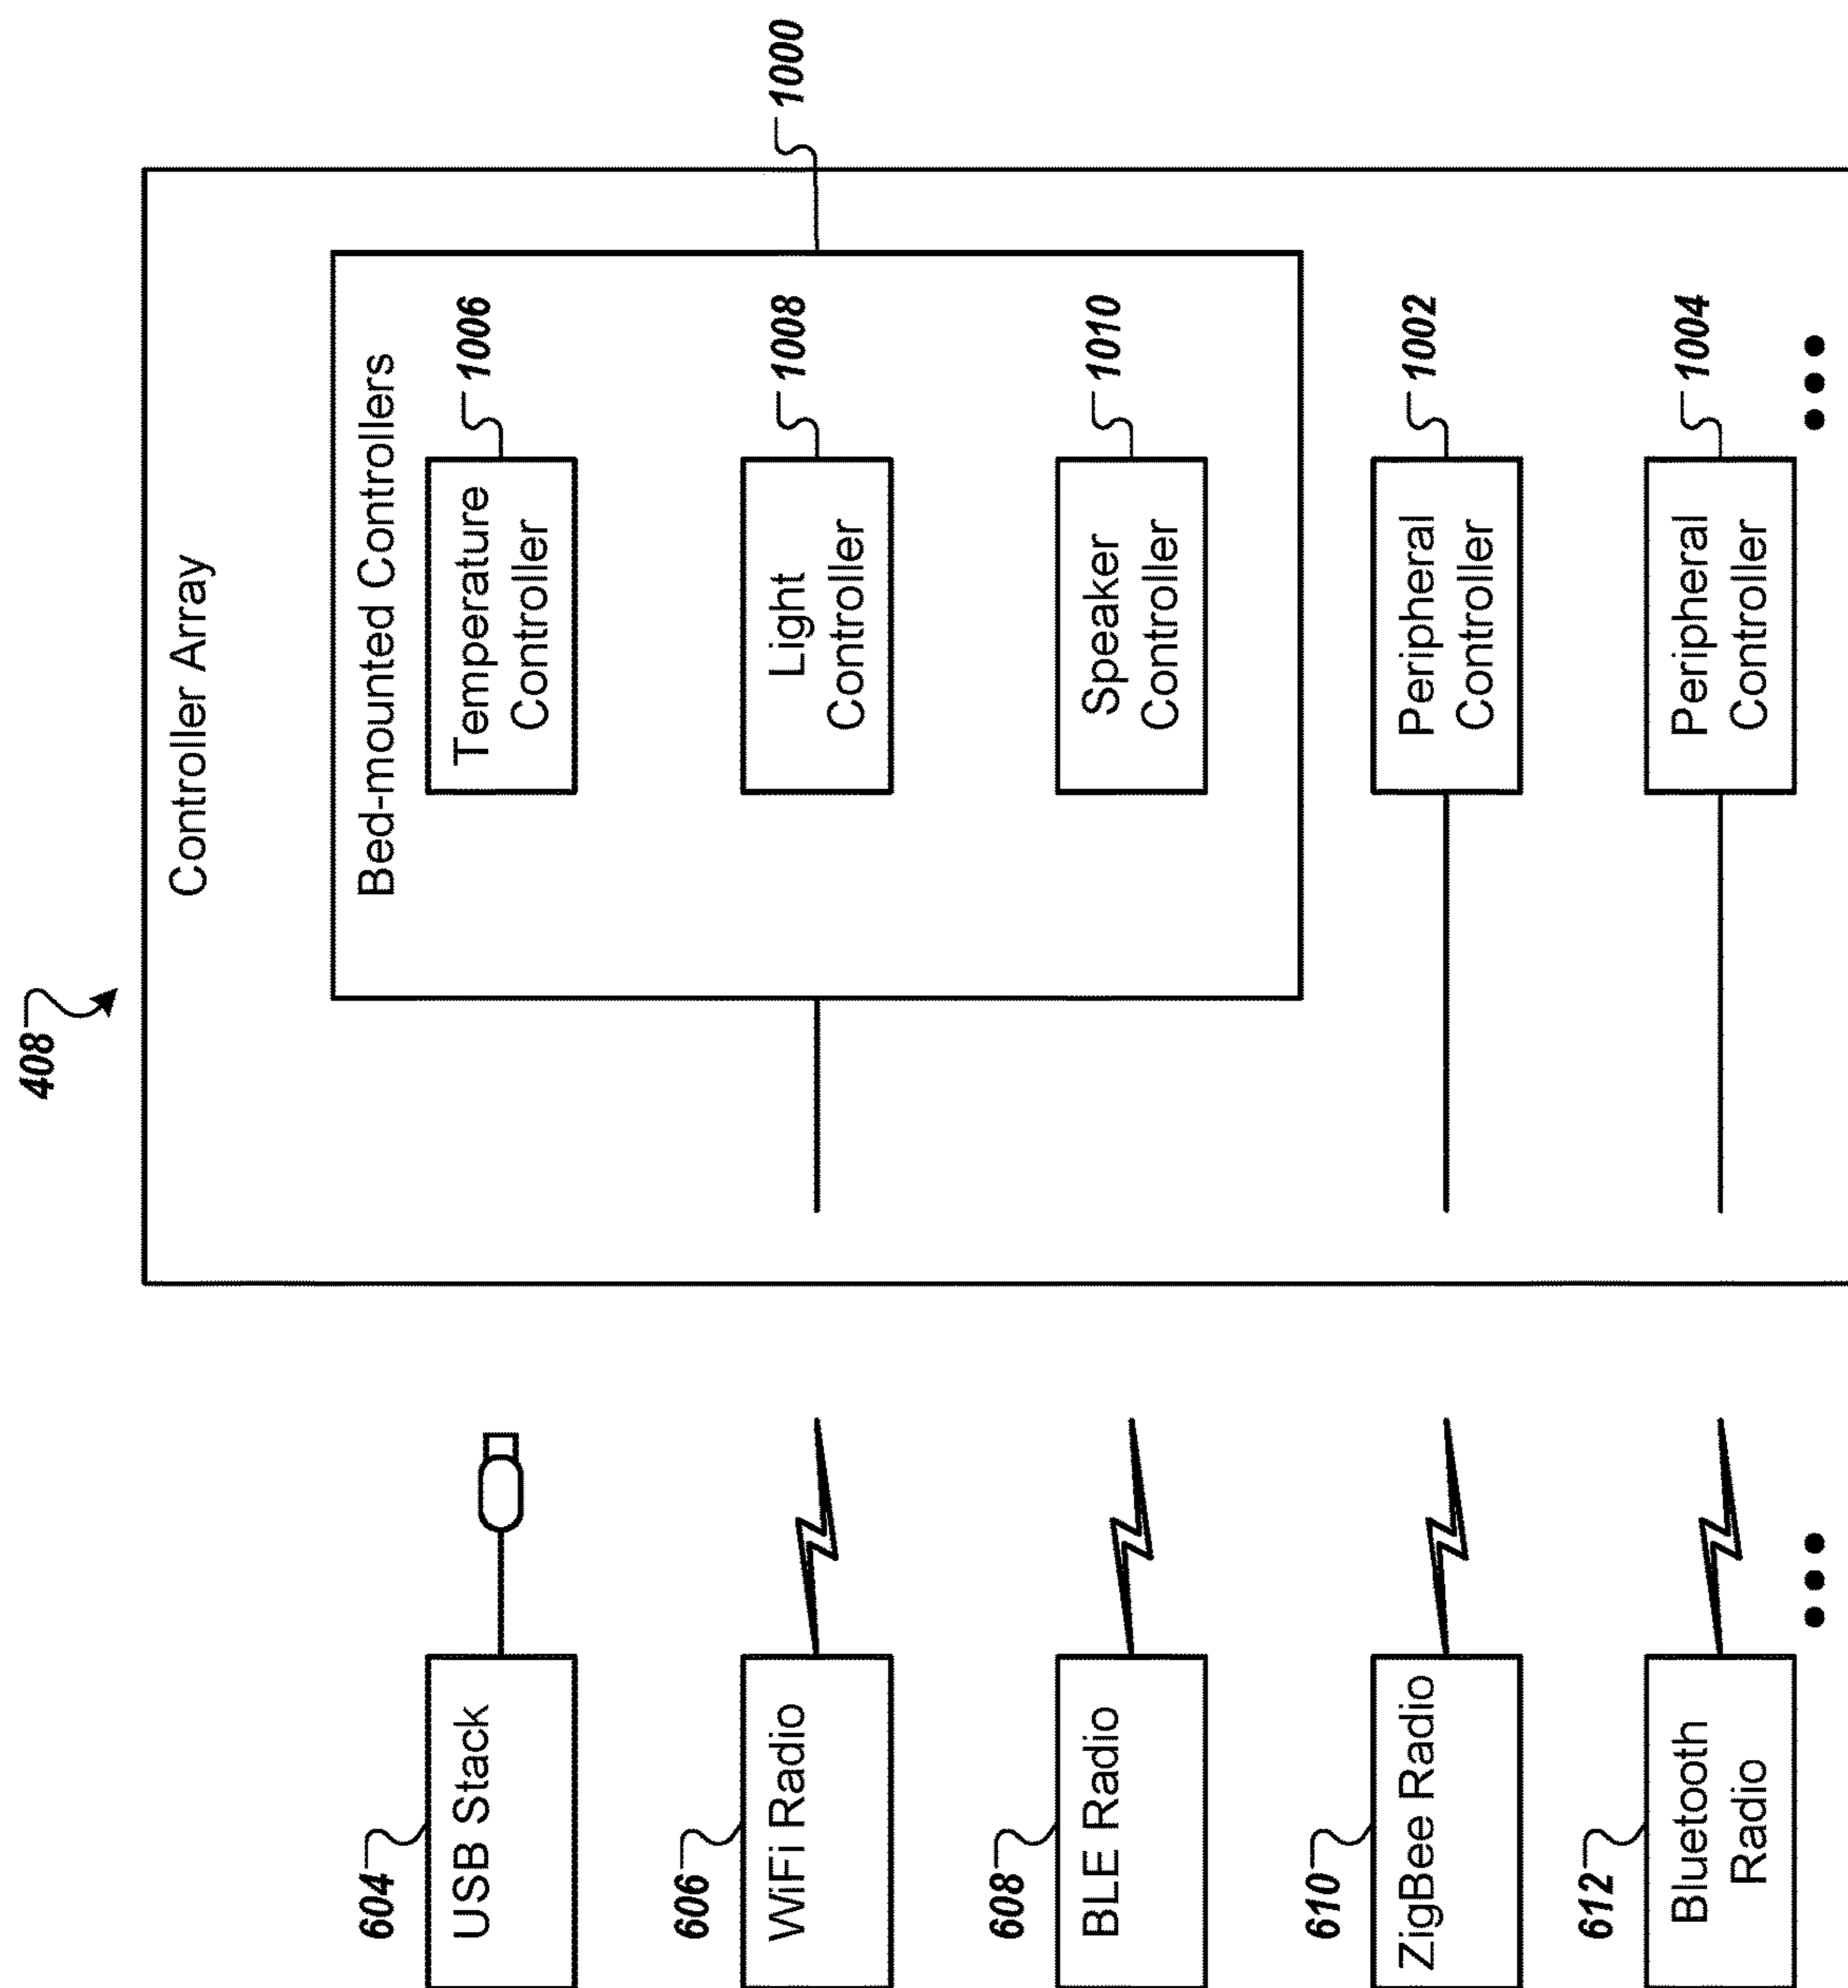 408
Controller Array
1000
Bed-mounted Controllers
604
USB Stack
Temperature
Controller
1006
606
WiFi Radio
Light
Controller
1008
608
BLE Radio
Speaker
Controller
1010
610
ZigBee Radio
Peripheral
Controller
1002
612
Bluetooth
Radio
Peripheral
Controller
1004